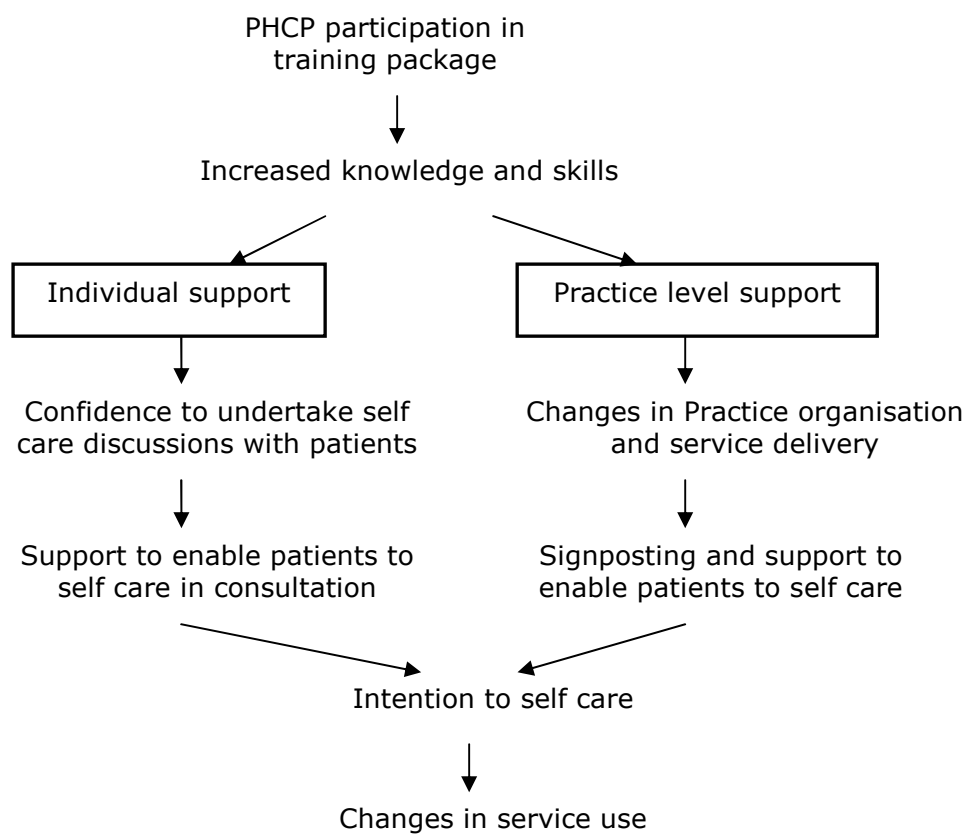 PHCP participation in
training package
Increased knowledge and skills
Individual support
Practice level support
Confidence to undertake self
care discussions with patients
Changes in Practice organisation
and service delivery
Support to enable patients to
self care in consultation
Signposting and support to
enable patients to self care
Intention to self care
Changes in service use